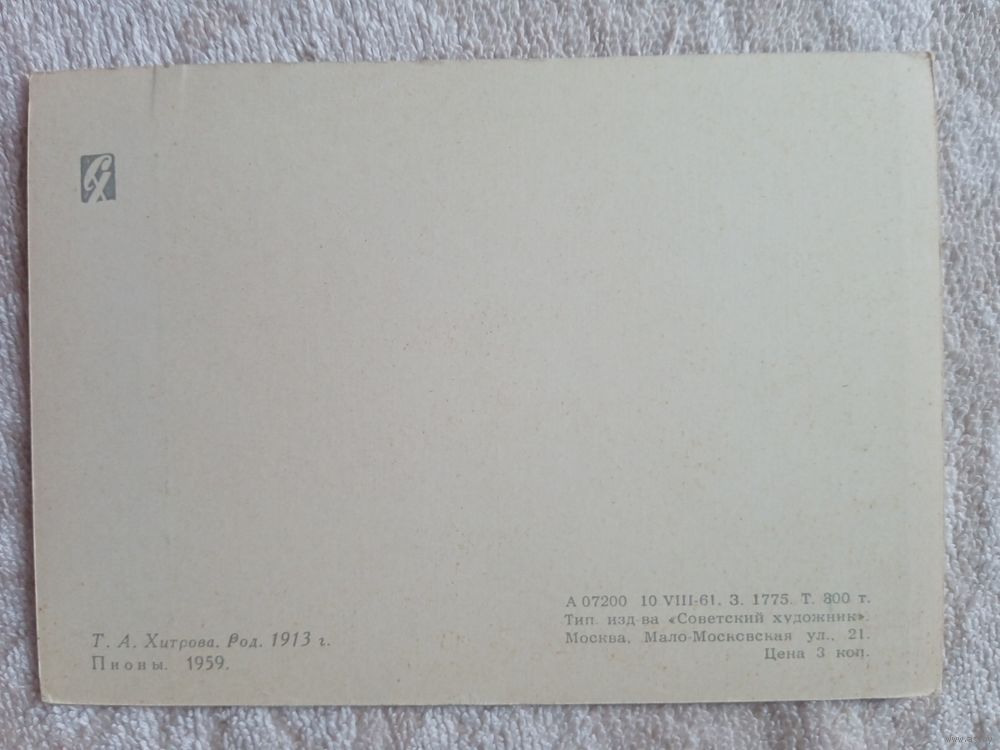 СХ
Т. А. Хитрова. Род. 1913 г.
Пионы. 1959.
А 07200 10 VIII-61. З. 1775. Т. 800 т.
Тип. изд-ва «Советский художник».
Москва, Мало-Московская ул., 21.
Цена 3 коп.